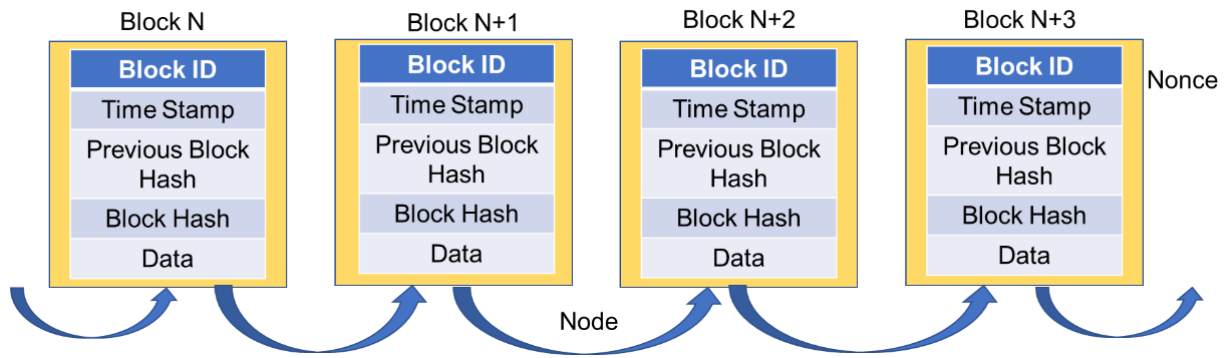 Block N
Block N+1
Block N+2
Block N+3
Block ID
Time Stamp
Previous Block
Hash
Block Hash
Data
Block ID
Time Stamp
Previous Block
Hash
Block Hash
Data
Block ID
Time Stamp
Previous Block
Hash
Block Hash
Data
Block ID
Time Stamp
Previous Block
Hash
Block Hash
Data
Nonce
Node